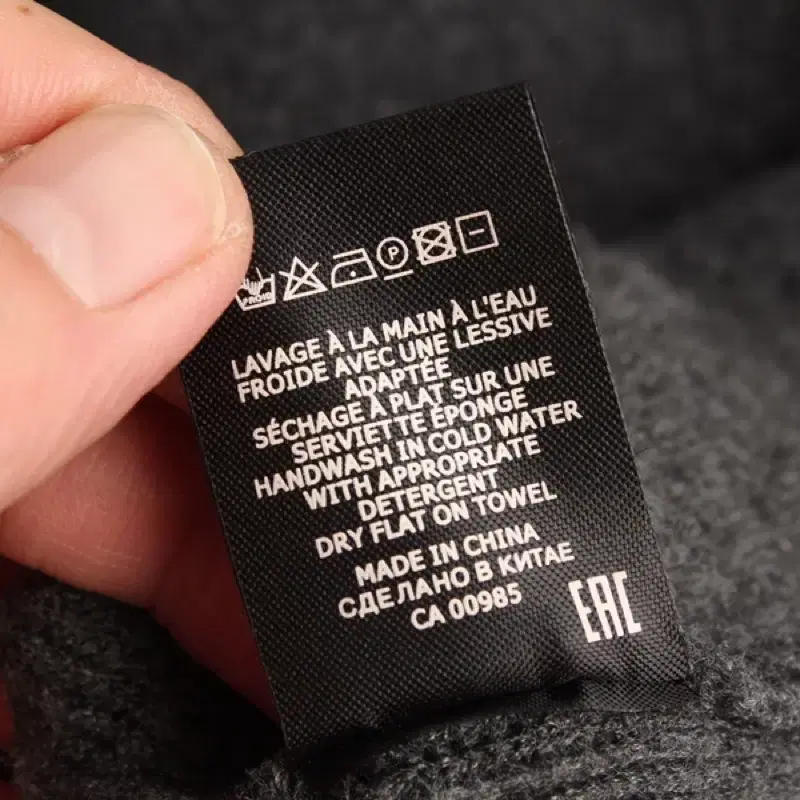 FROID
P
LAVAGE À LA MAIN À L'EAU
FROIDE AVEC UNE LESSIVE
ADAPTÉE
SÉCHAGE À PLAT SUR UNE
SERVIETTE ÉPONGE
HANDWASH IN COLD WATER
WITH APPROPRIATE
DETERGENT
DRY FLAT ON TOWEL
MADE IN CHINA
СДЕЛАНО В КИТАЕ
CA 00985
EAC